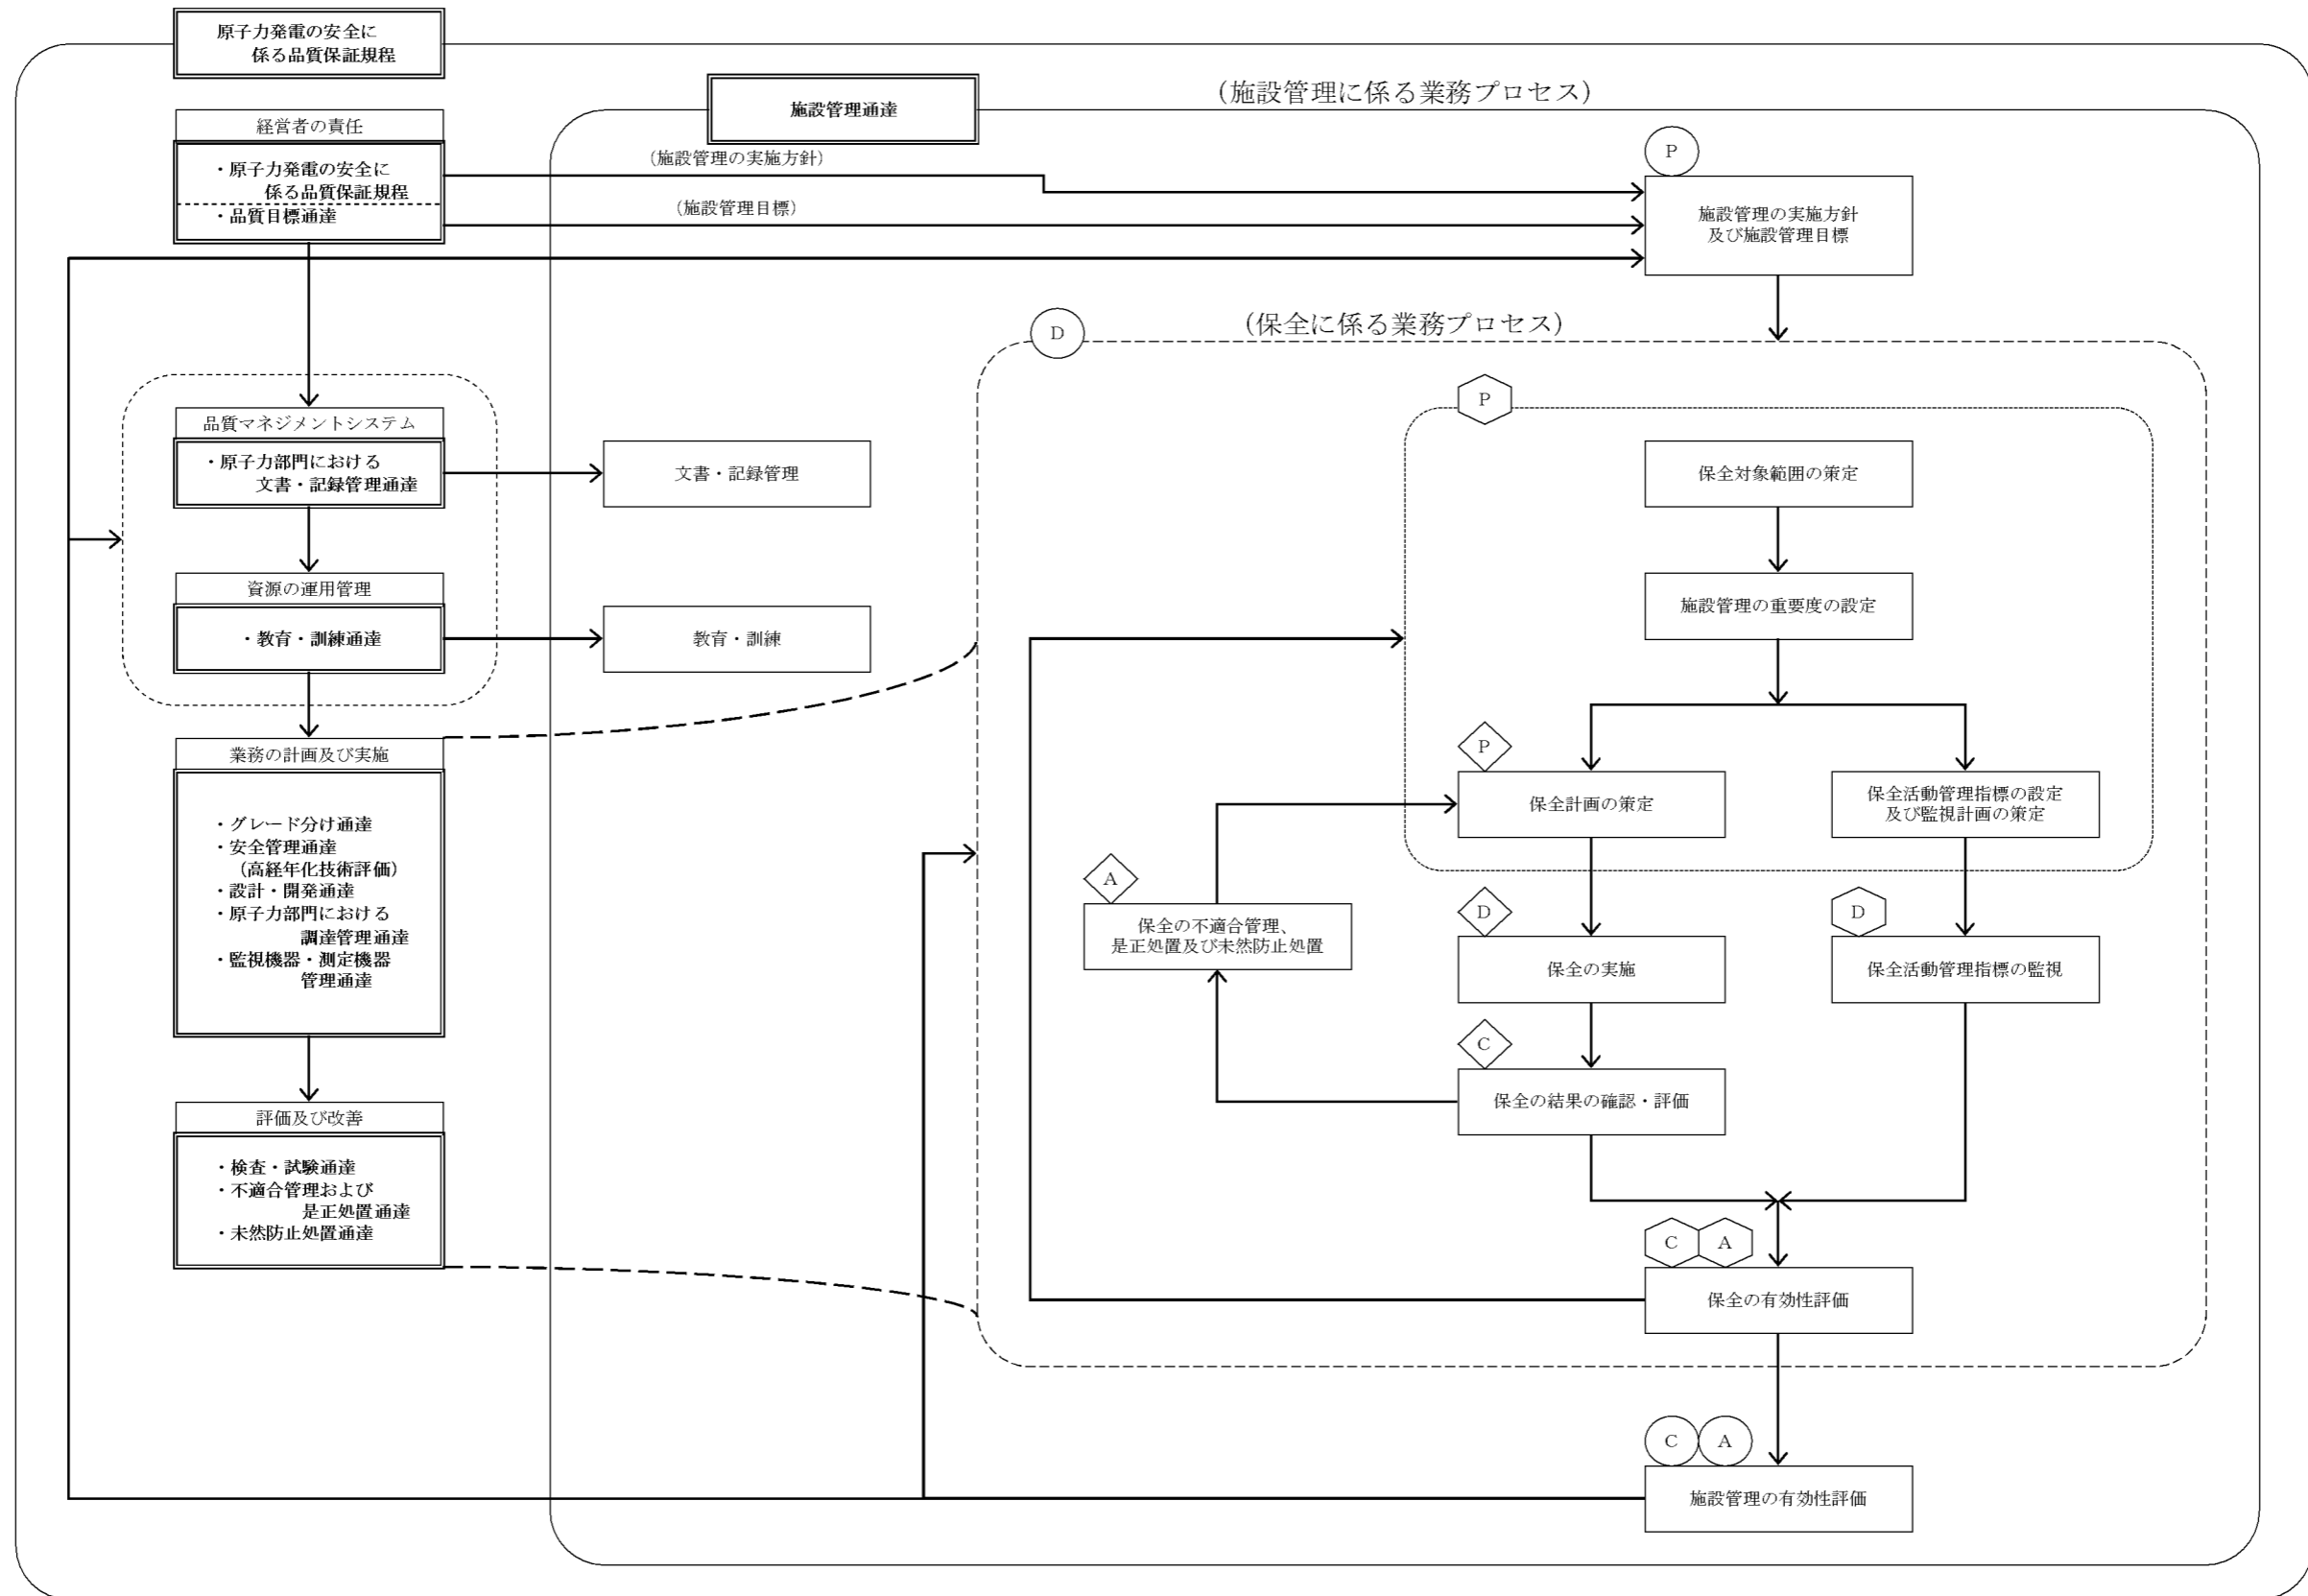 原子力発電の安全に
係る品質保証規程
施設管理通達
（施設管理に係る業務プロセス）
経営者の責任
・原子力発電の安全に
係る品質保証規程
・品質目標通達
（施設管理の実施方針）
（施設管理目標）
P
施設管理の実施方針
及び施設管理目標
D
（保全に係る業務プロセス）
品質マネジメントシステム
・原子力部門における
文書・記録管理通達
文書・記録管理
資源の運用管理
・教育・訓練通達
教育・訓練
業務の計画及び実施
・グレード分け通達
・安全管理通達
（高経年化技術評価）
・設計・開発通達
・原子力部門における
調達管理通達
・監視機器・測定機器
管理通達
評価及び改善
・検査・試験通達
・不適合管理および
是正処置通達
・未然防止処置通達
P
保全対象範囲の策定
施設管理の重要度の設定
P
保全計画の策定
保全活動管理指標の設定
及び監視計画の策定
A
保全の不適合管理、
是正処置及び未然防止処置
D
保全の実施
D
保全活動管理指標の監視
C
保全の結果の確認・評価
C
A
保全の有効性評価
C
A
施設管理の有効性評価